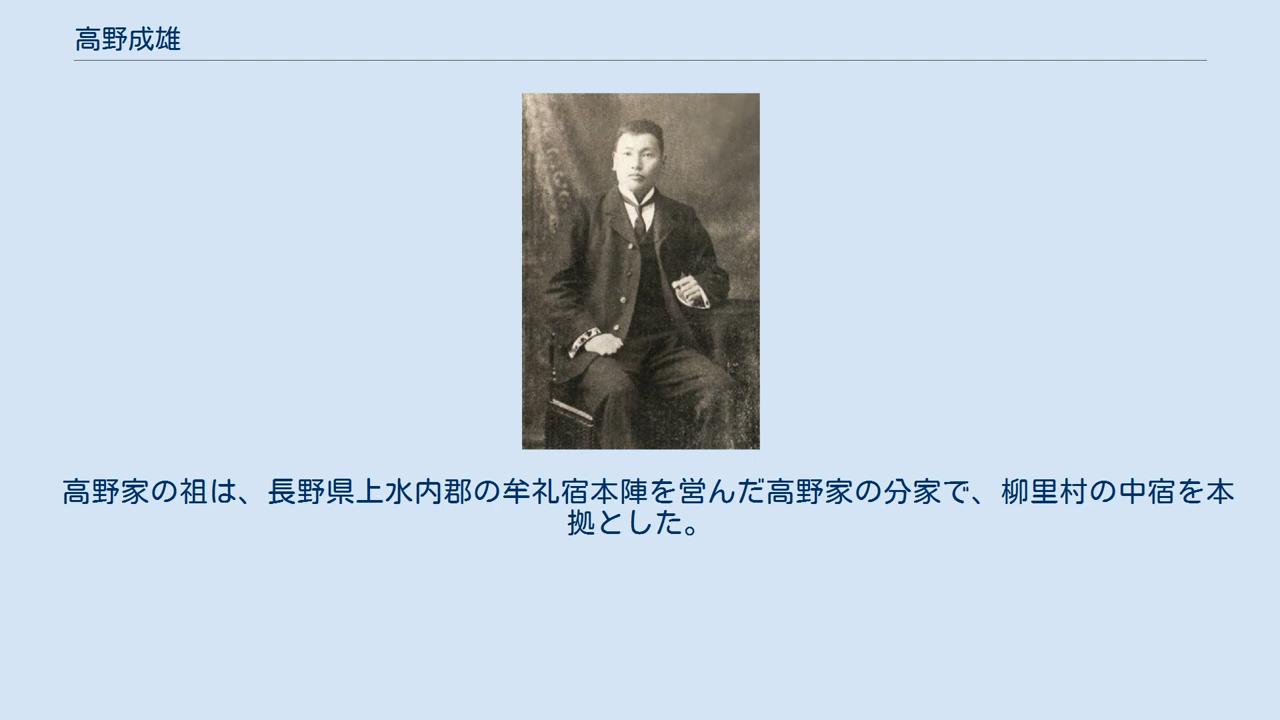 高野成雄
高野家の祖は、長野県上水内郡の牟礼宿本陣を営んだ高野家の分家で、柳里村の中宿を本
拠とした。